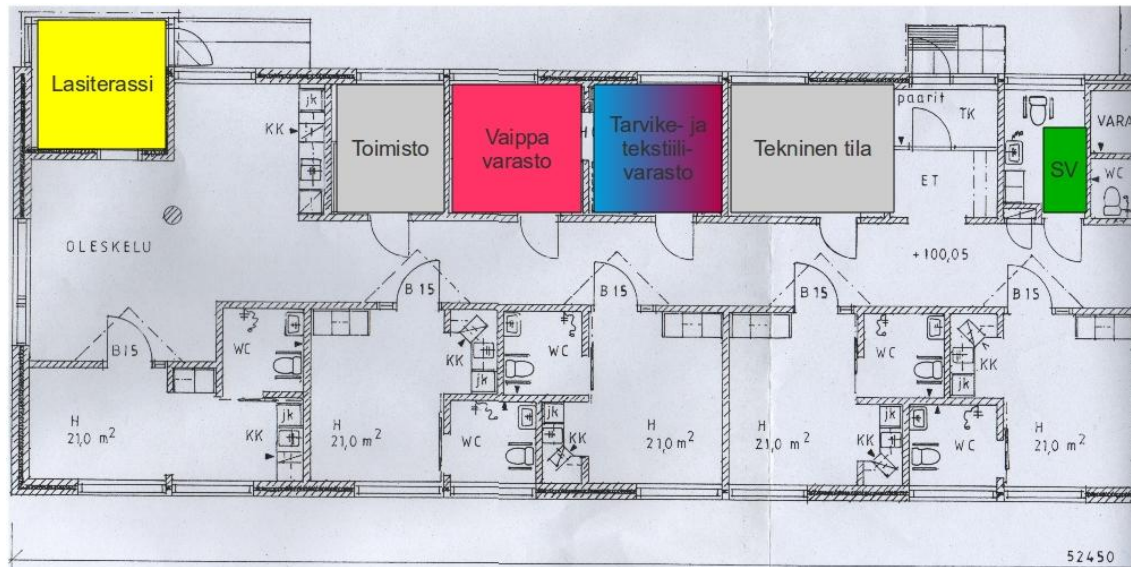 Lasiterassi
jk
KK
Toimisto
Vaippa
varasto
Tarvike- ja
tekstiili-
varasto
Tekninen tila
paarit
TK
ET
SV
VARA
WC
OLESKELU
+100,05
B 15
B 15
B 15
B 15
B 15
WC
KK
jk
WC
WC
KK
jk
H
21,0 m²
jk
KK
H
21,0 m²
WC
jk
KK
H
21,0 m²
H
21,0 m²
jk
KK
WC
H
21,0 m²
52450